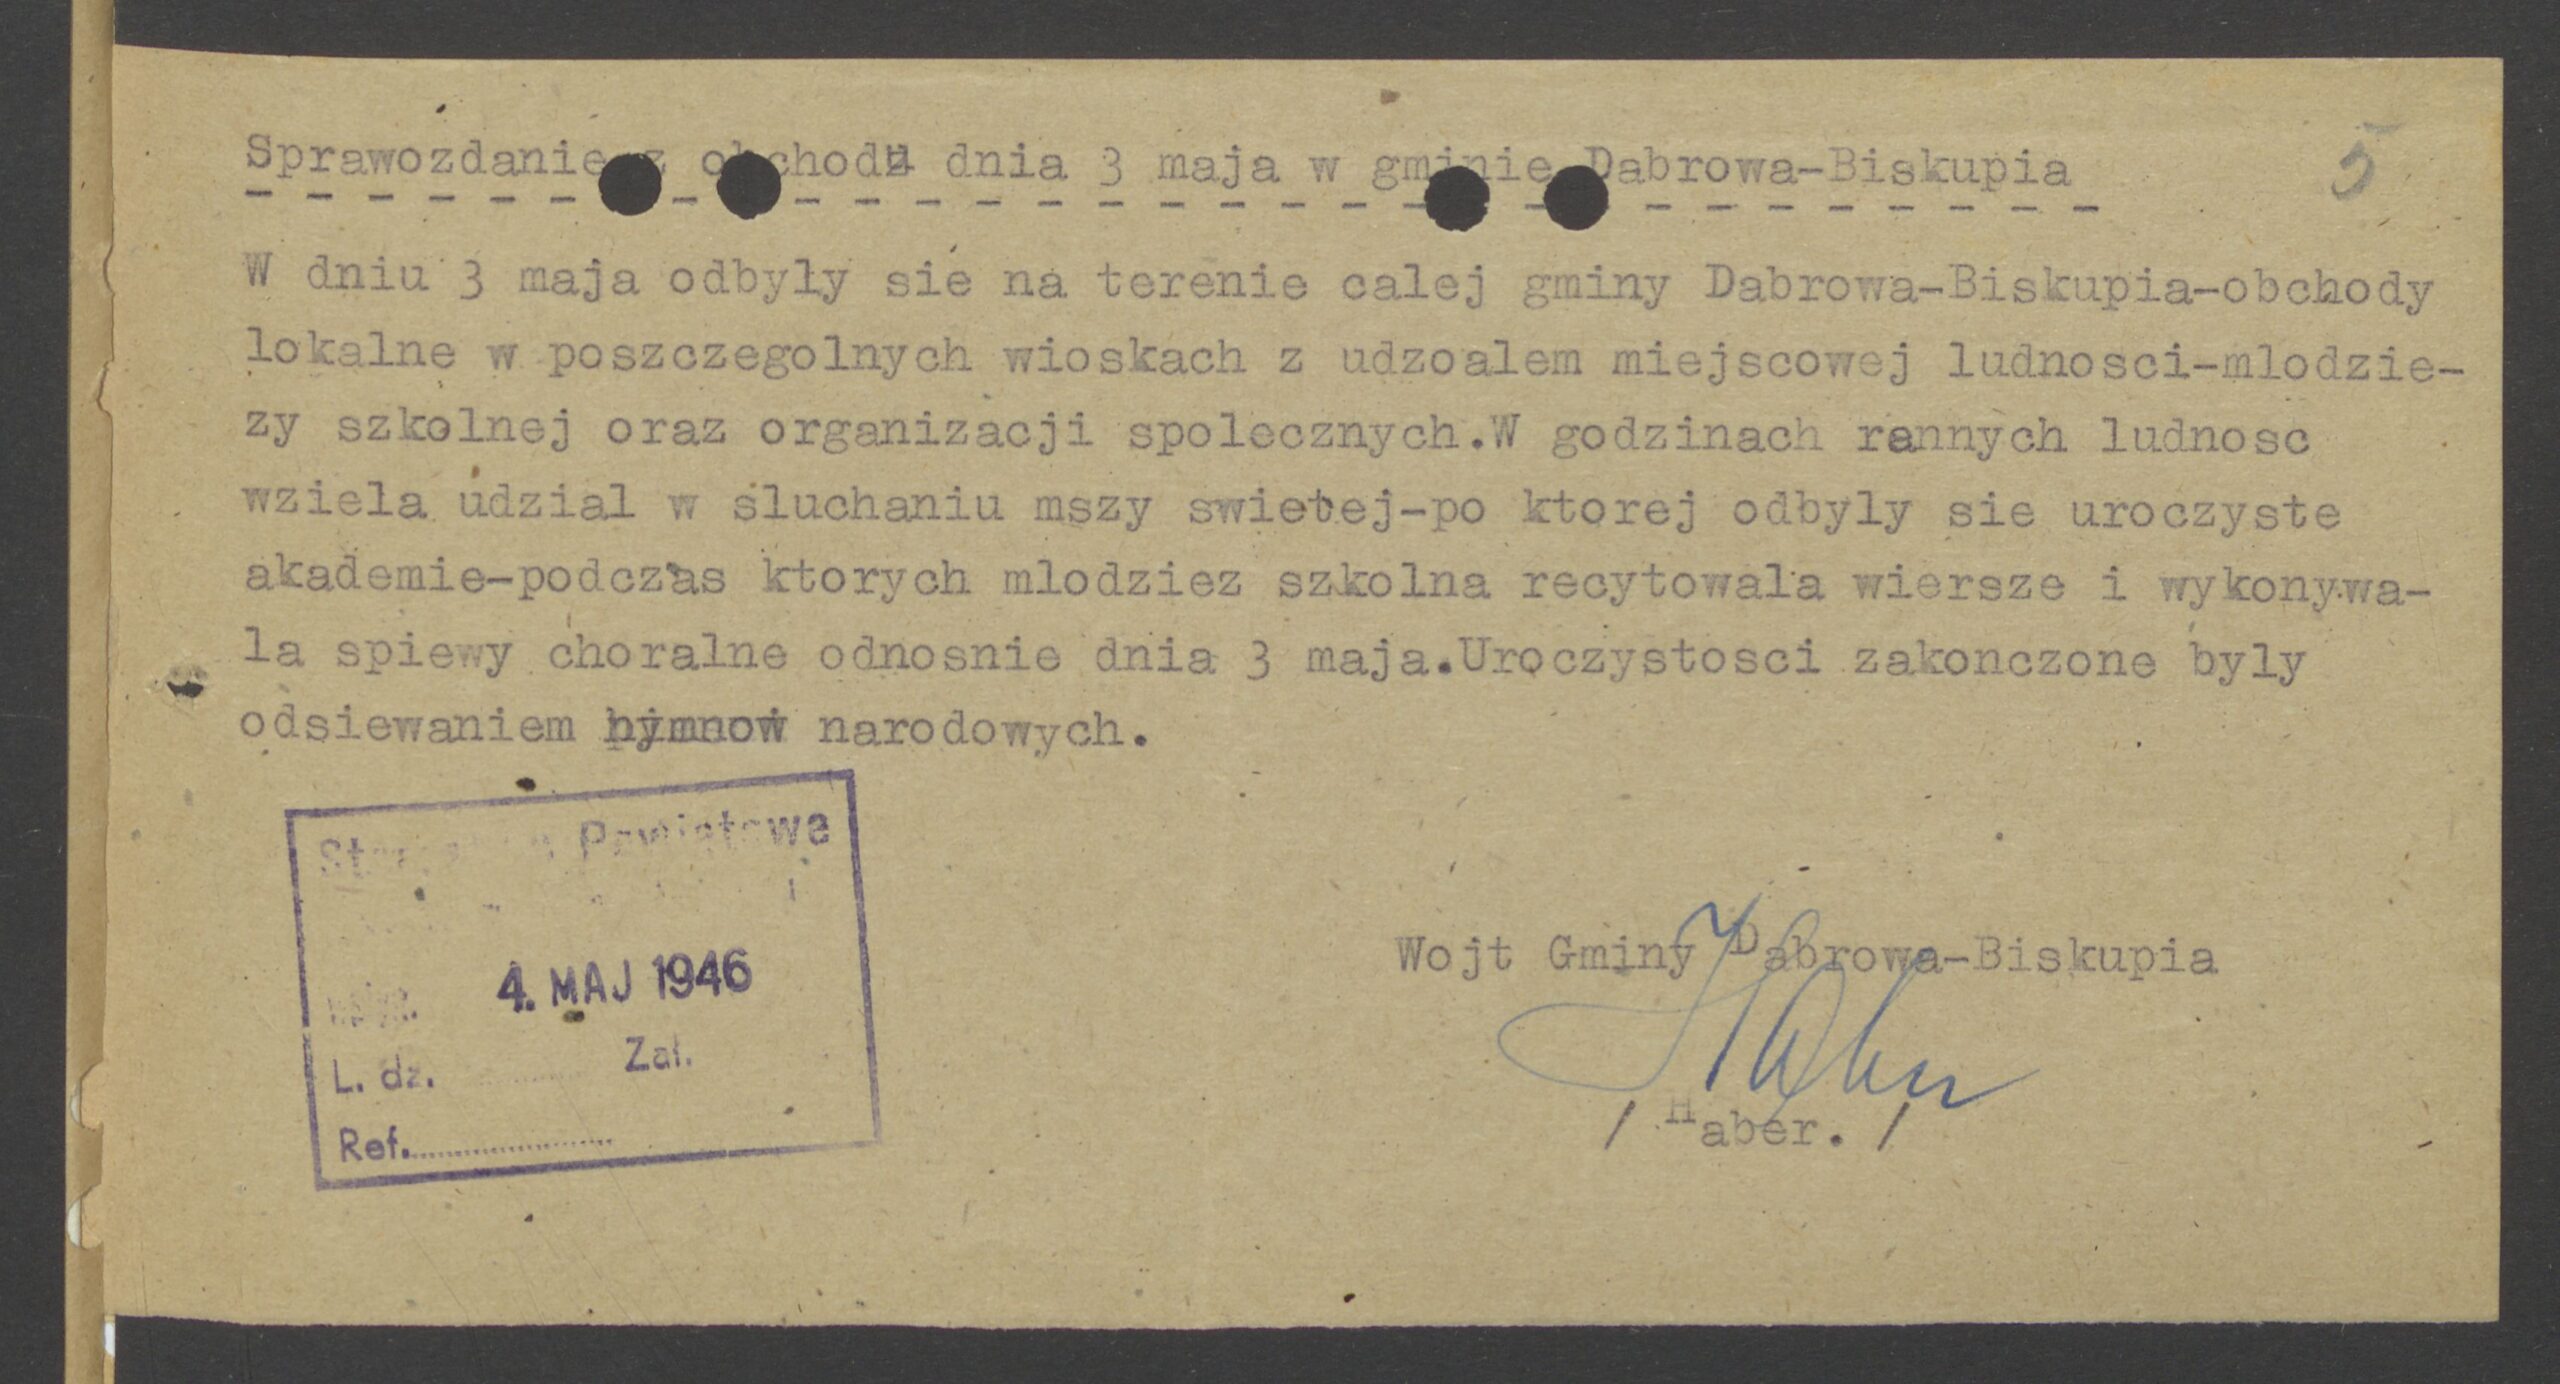 Sprawozdanie z obchodu dnia 3 maja w gminie Dabrowa-Biskupia
5
W dniu 3 maja odbyly sie na terenie calej gminy Dabrowa-Biskupia-obchody
lokalne w poszczegolnych wioskach z udzoalem miejscowej ludnosci-mlodzie-
zy szkolnej oraz organizacji spolecznych.W godzinach rannych ludnosc
wziela udzial w sluchaniu mszy swietej-po ktorej odbyly sie uroczyste
akademie-podczas ktorych mlodziez szkolna recytowala wiersze i wykonywa-
la spiewy choralne odnosnie dnia 3 maja.Uroczystosci zakonczone byly
odsiewaniem hymnow narodowych.
Powiatowe
4. MAJ 1946
L. dz. Zał.
Ref.
Wojt Gminy Dabrowa-Biskupia
Haber
/ Haber. /